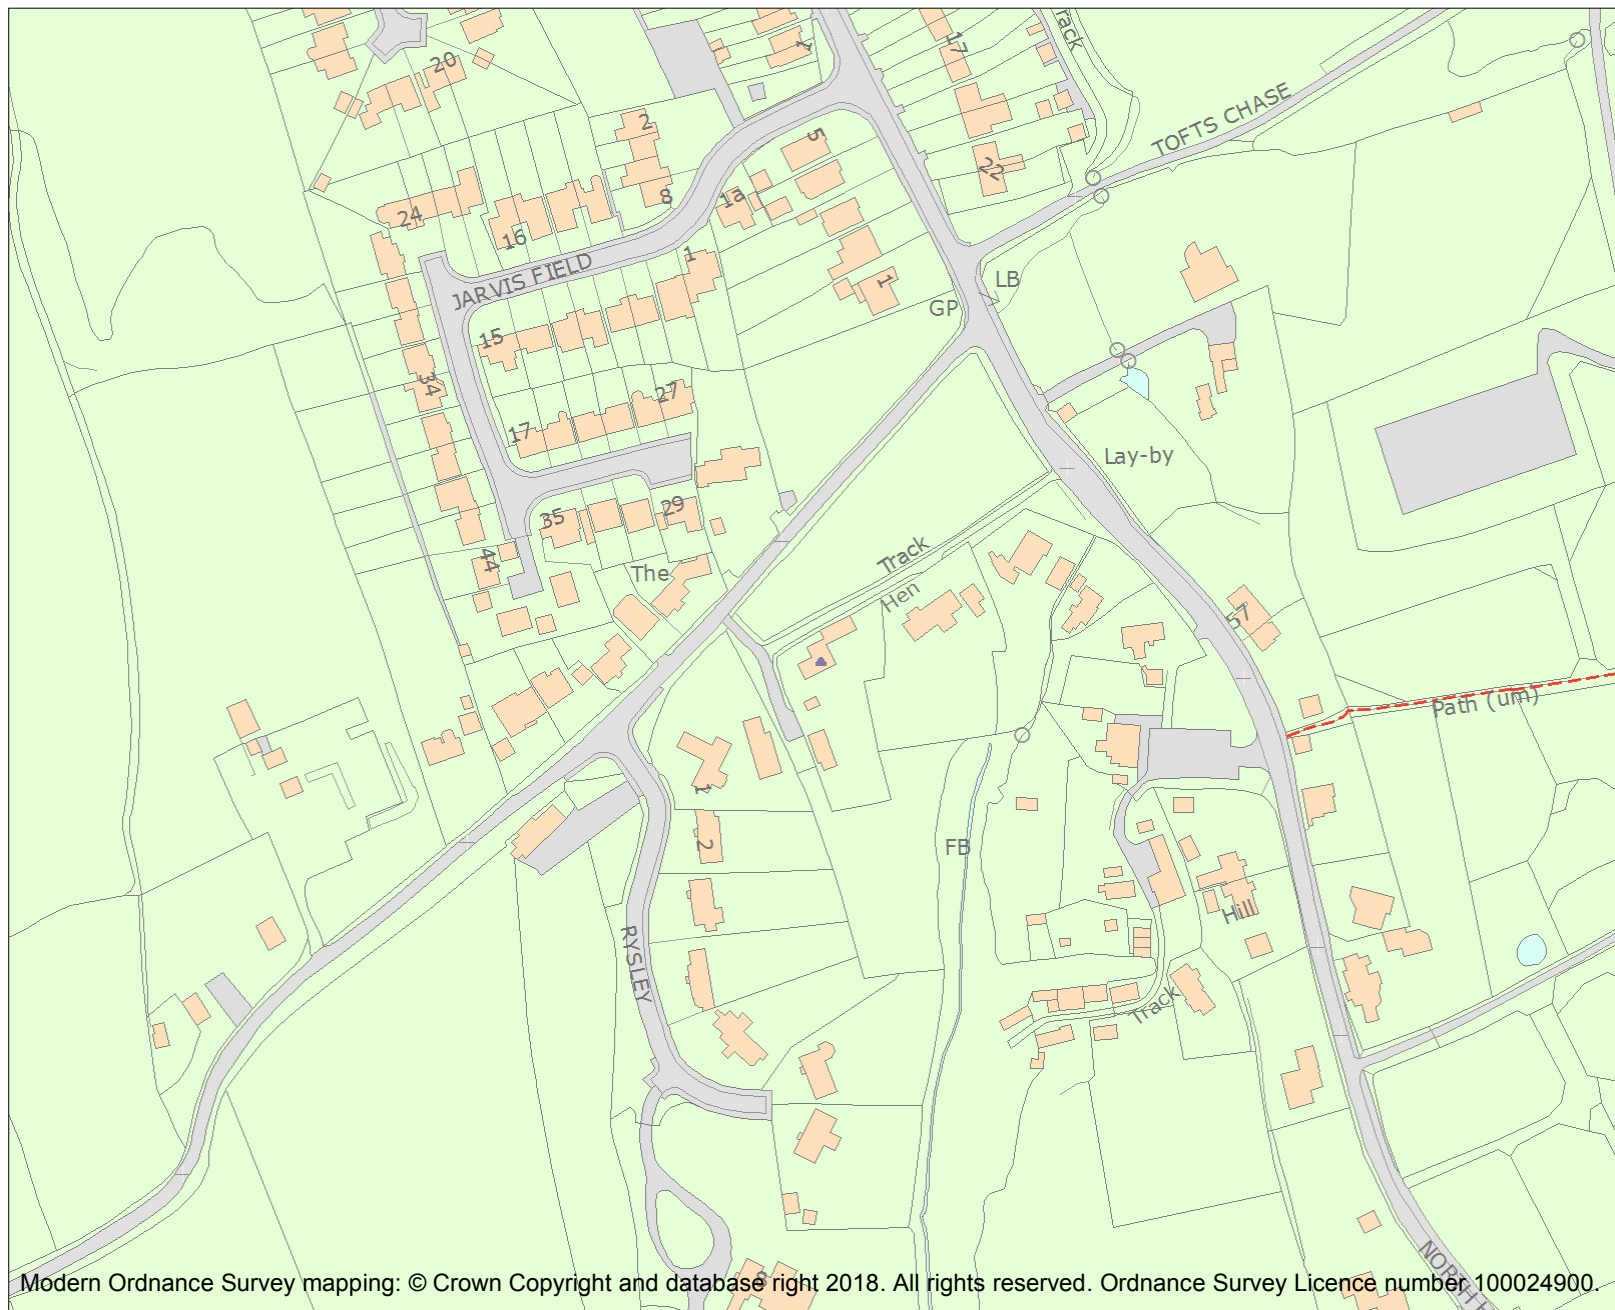 rack
17
1
20
TOFTS CHASE
2
5
22
8
1a
24
16
1
JARVIS FIELD
LB
1
GP
15
34
27
17
Lay-by
29
35
44
The
Track
Hen
57
Path (um)
1
2
FB
Hill
RYSLEY
Track
NORTH H
8
Modern Ordnance Survey mapping: © Crown Copyright and database right 2018. All rights reserved. Ordnance Survey Licence number 100024900.